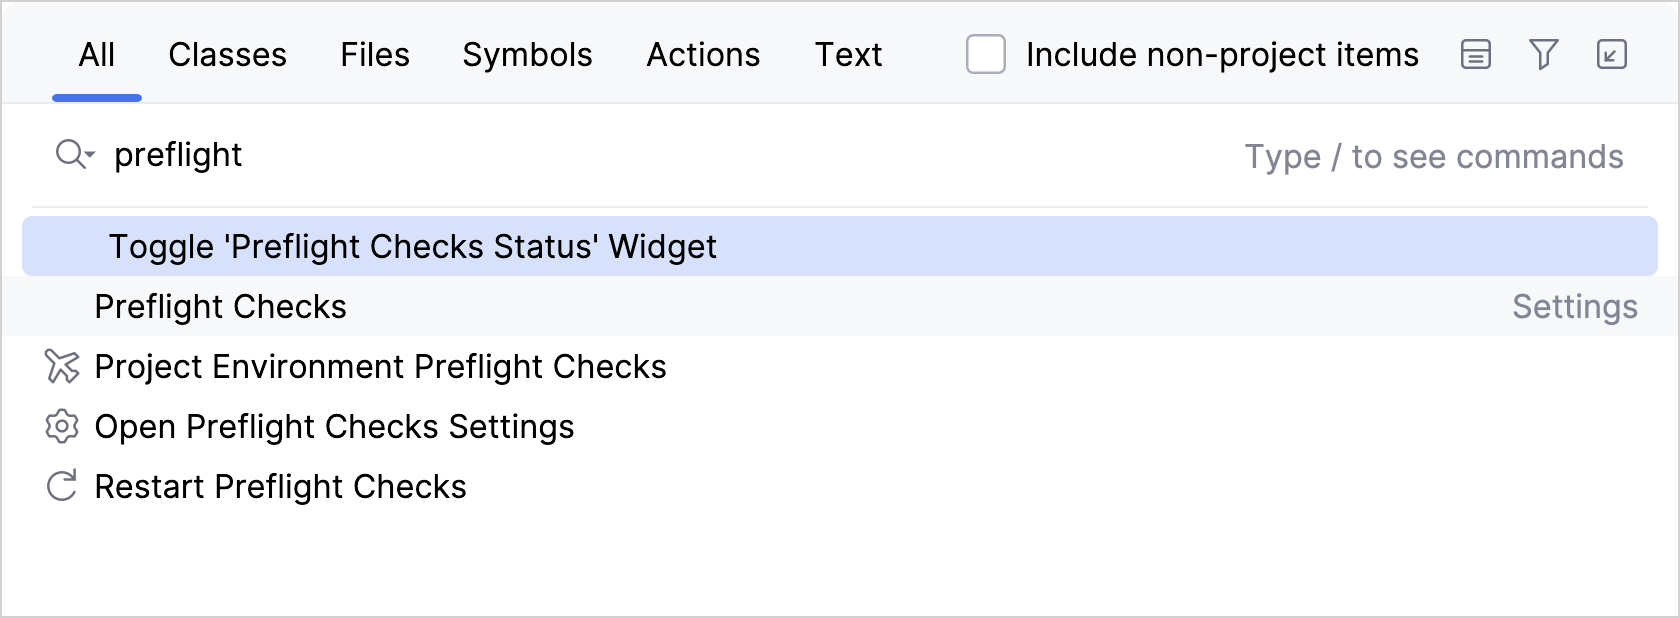 All Classes Files Symbols Actions Text Include non-project items
preflight Type / to see commands
Toggle 'Preflight Checks Status' Widget
Preflight Checks Settings
Project Environment Preflight Checks
Open Preflight Checks Settings
Restart Preflight Checks